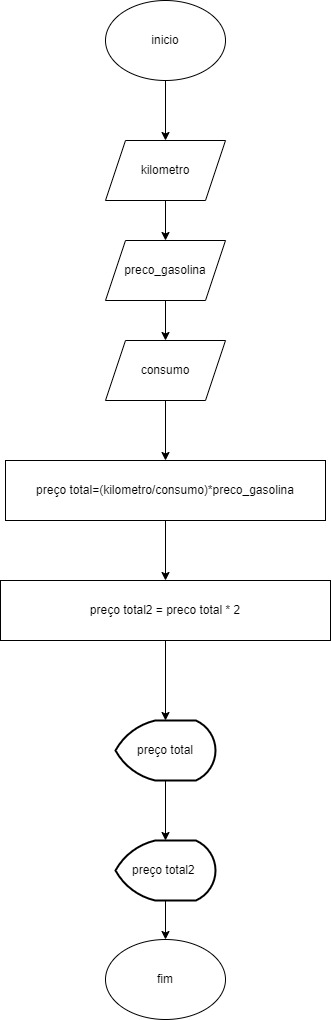 inicio
kilometro
preco_gasolina
consumo
preço total=(kilometro/consumo)*preco_gasolina
preço total2 = preco total * 2
preço total
preço total2
fim